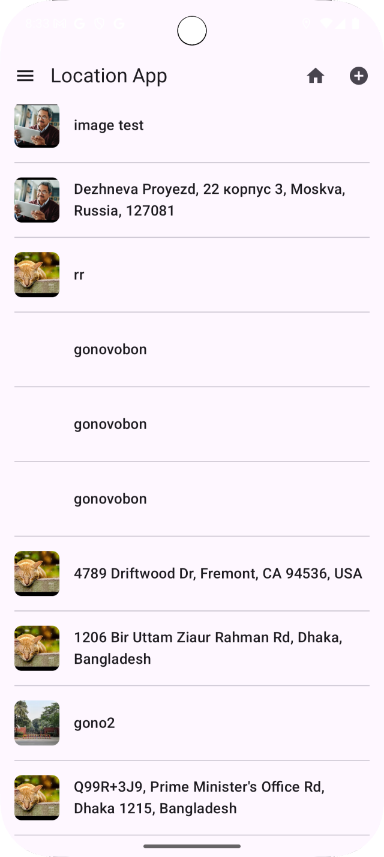 Location App
image test
Dezhneva Proyezd, 22 корпус 3, Moskva,
Russia, 127081
rr
gonovobon
gonovobon
gonovobon
4789 Driftwood Dr, Fremont, CA 94536, USA
1206 Bir Uttam Ziaur Rahman Rd, Dhaka,
Bangladesh
gono2
Q99R+3J9, Prime Minister's Office Rd,
Dhaka 1215, Bangladesh